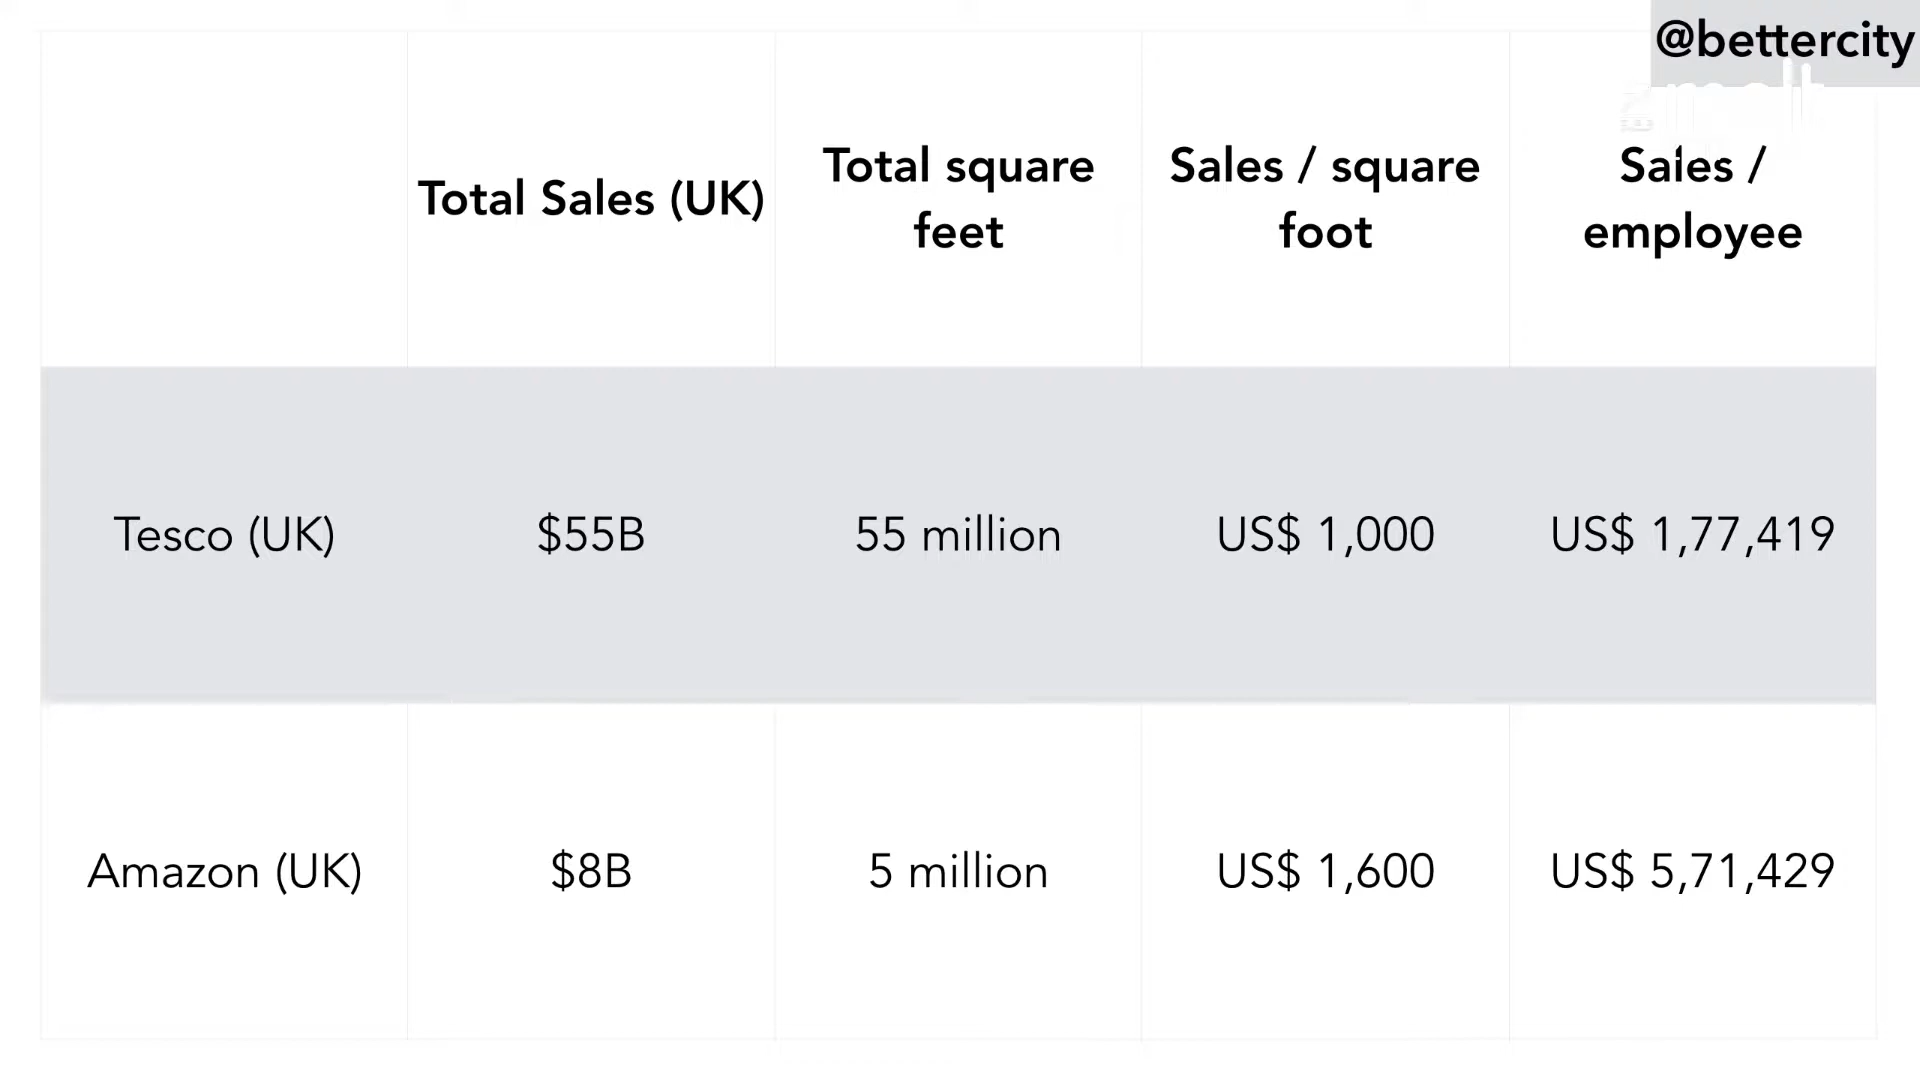 @bettercity
Total Sales (UK)
Total square
feet
Sales / square
foot
Sales /
employee
Tesco (UK)
$55B
55 million
US$ 1,000
US$ 1,77,419
Amazon (UK)
$8B
5 million
US$ 1,600
US$ 5,71,429